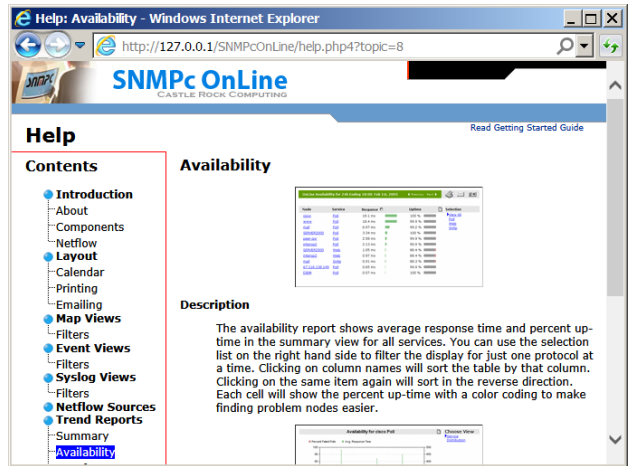 Help: Availability - Windows Internet Explorer
http://127.0.0.1/SNMPcOnLine/help.php4?topic=8
SNMPc
SNMPc OnLine
CASTLE ROCK COMPUTING
Help
Read Getting Started Guide
Contents
Introduction
About
Components
Netflow
Layout
Calendar
Printing
Emailing
Map Views
Filters
Event Views
Filters
Syslog Views
Filters
Netflow Sources
Trend Reports
Summary
Availability
Availability
Description
The availability report shows average response time and percent up-
time in the summary view for all services. You can use the selection
list on the right hand side to filter the display for just one protocol at
a time. Clicking on column names will sort the table by that column.
Clicking on the same item again will sort in the reverse direction.
Each cell will show the percent up-time with a color coding to make
finding problem nodes easier.
Availability for cisco Poll
Choose View